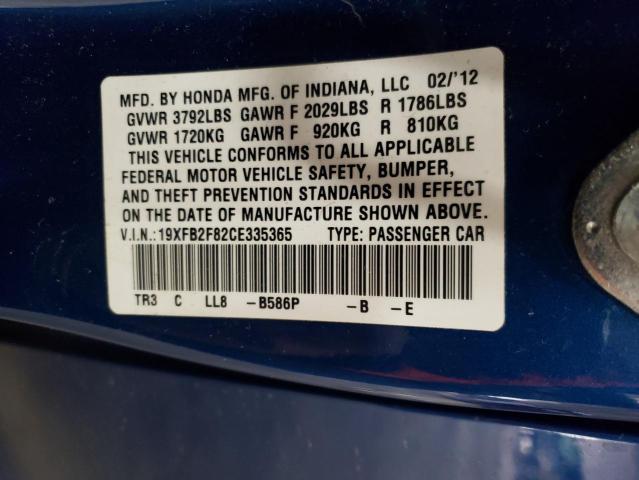 MFD. BY HONDA MFG. OF INDIANA, LLC 02/'12
GVWR 3792LBS GAWR F 2029LBS R 1786LBS
GVWR 1720KG GAWR F 920KG R 810KG
THIS VEHICLE CONFORMS TO ALL APPLICABLE
FEDERAL MOTOR VEHICLE SAFETY, BUMPER,
AND THEFT PREVENTION STANDARDS IN EFFECT
ON THE DATE OF MANUFACTURE SHOWN ABOVE.
V.I.N.:19XFB2F82CE335365 TYPE: PASSENGER CAR
TR3 C LL8 -B586P -B -E